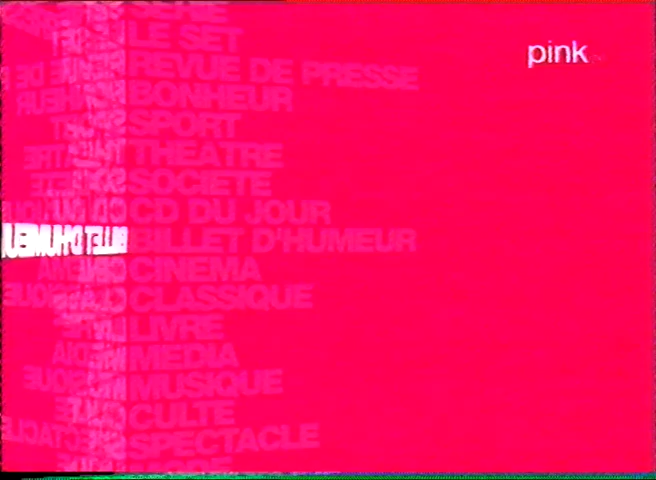 SÉRIE
LE SET
pink
REVUE DE PRESSE
BONHEUR
SPORT
THEATRE
SOCIETE
CD DU JOUR
BILLET D'HUMEUR
CINEMA
CLASSIQUE
LIVRE
MEDIA
MUSIQUE
CULTE
SPECTACLE